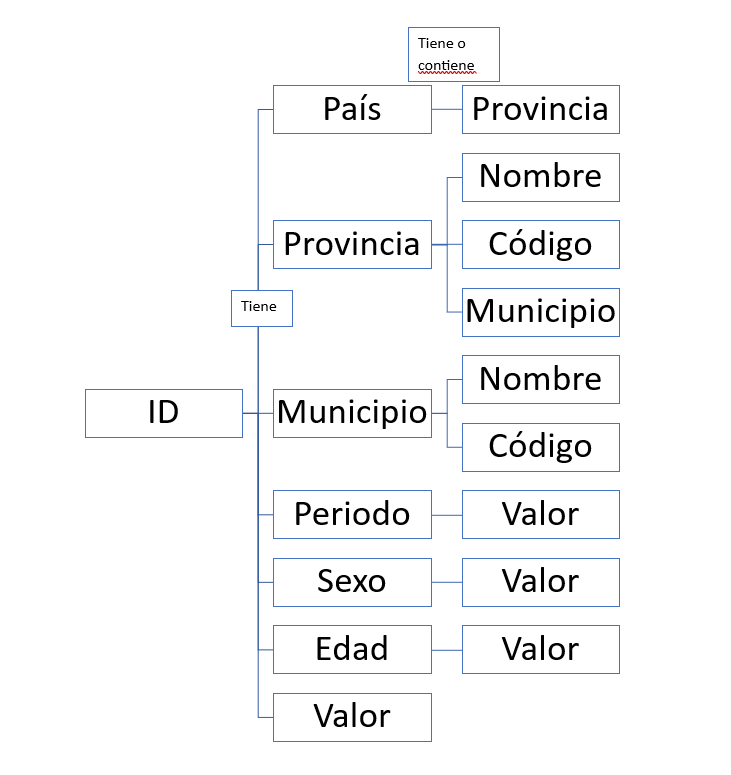 Tiene o
contiene
País
Provincia
Nombre
Provincia
Código
Tiene
Municipio
Nombre
ID
Municipio
Código
Periodo
Valor
Sexo
Valor
Edad
Valor
Valor